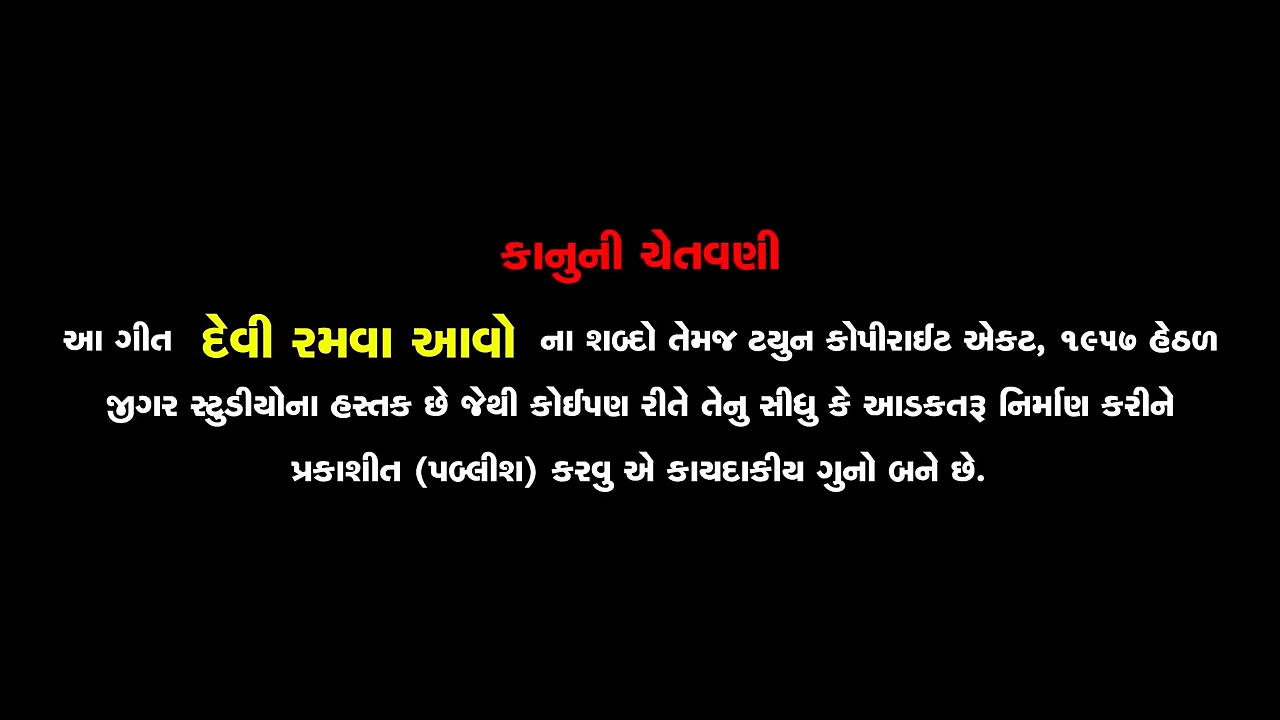 કાનુની ચેતવણી
આ ગીત દેવી રમવા આવો ના શબ્દો તેમજ ટયુન કોપીરાઈટ એકટ, ૧૯૫૭ હેઠળ
જીગર સ્ટુડીયોના હસ્તક છે જેથી કોઈપણ રીતે તેનુ સીધુ કે આડકતરૂ નિર્માણ કરીને
પ્રકાશીત (પબ્લીશ) કરવુ એ કાયદાકીય ગુનો બને છે.